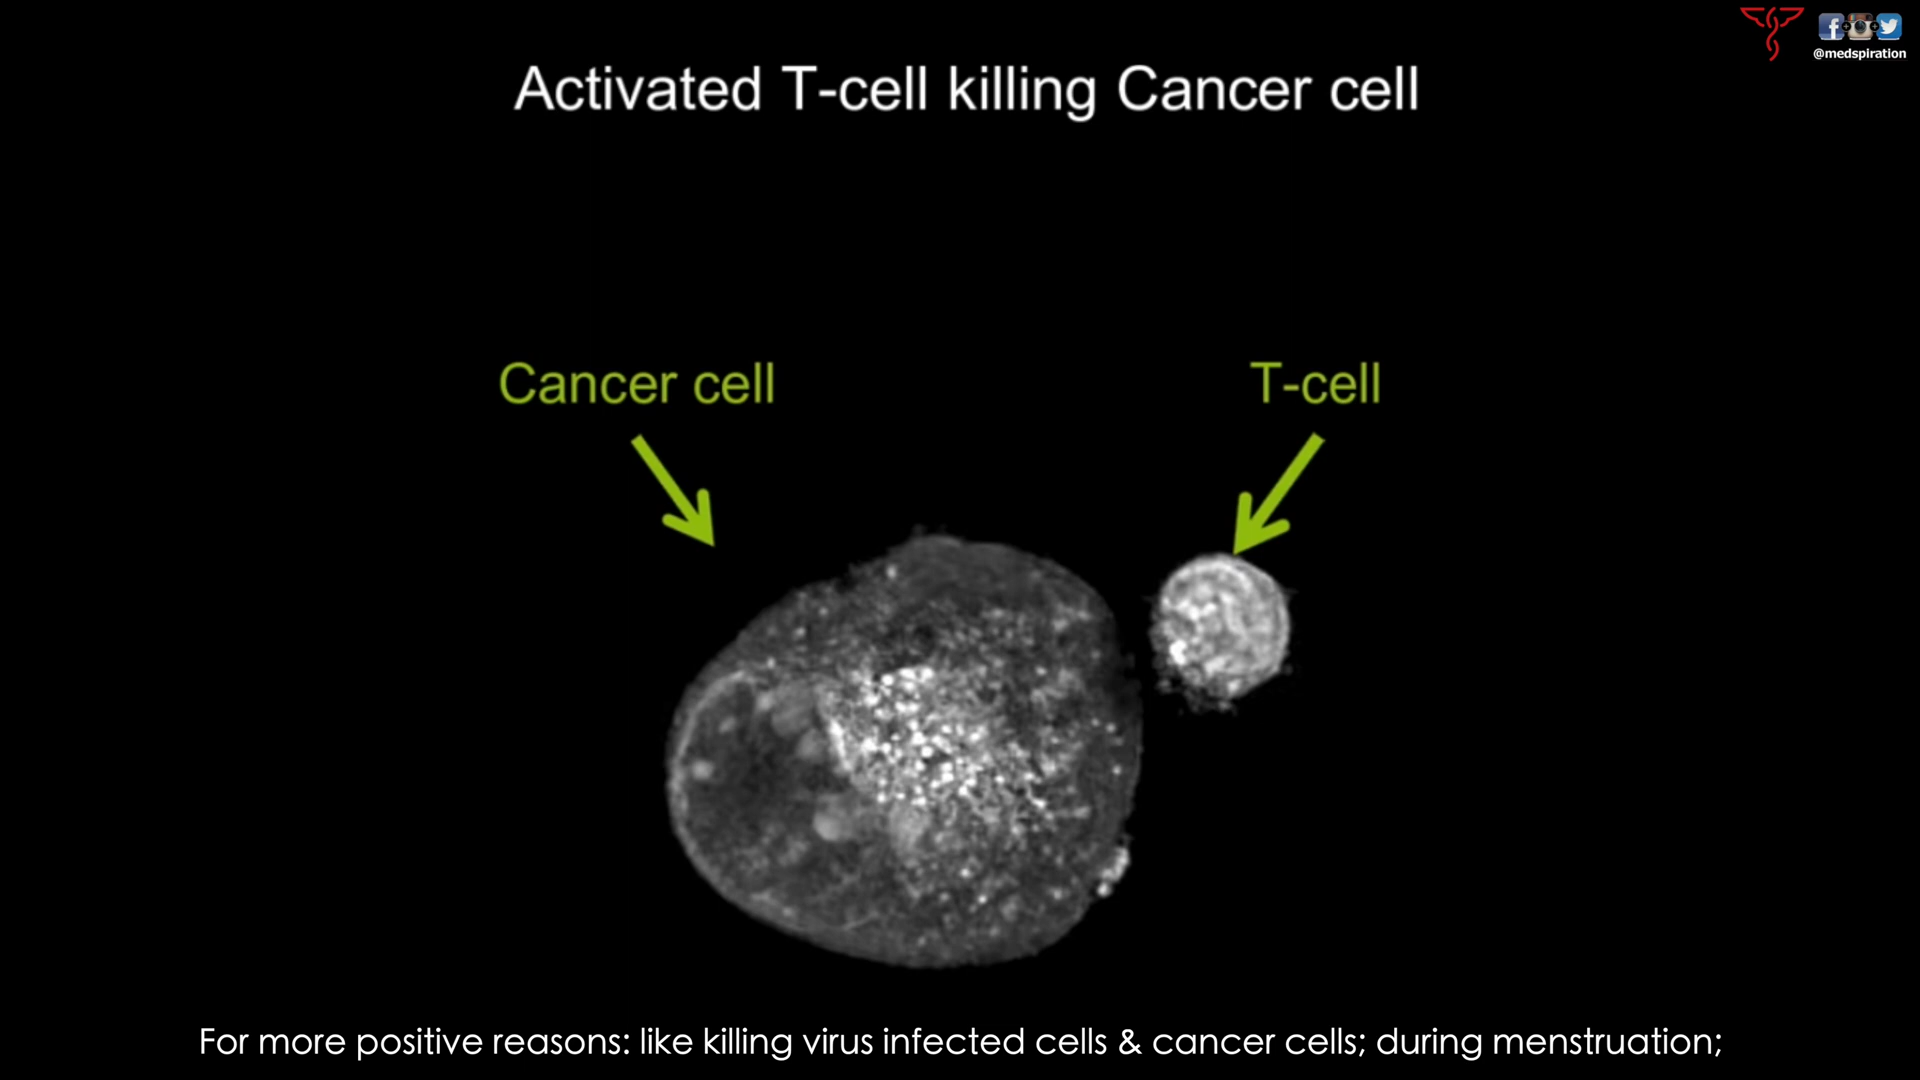 @medspiration
Activated T-cell killing Cancer cell
Cancer cell
T-cell
For more positive reasons: like killing virus infected cells & cancer cells; during menstruation;